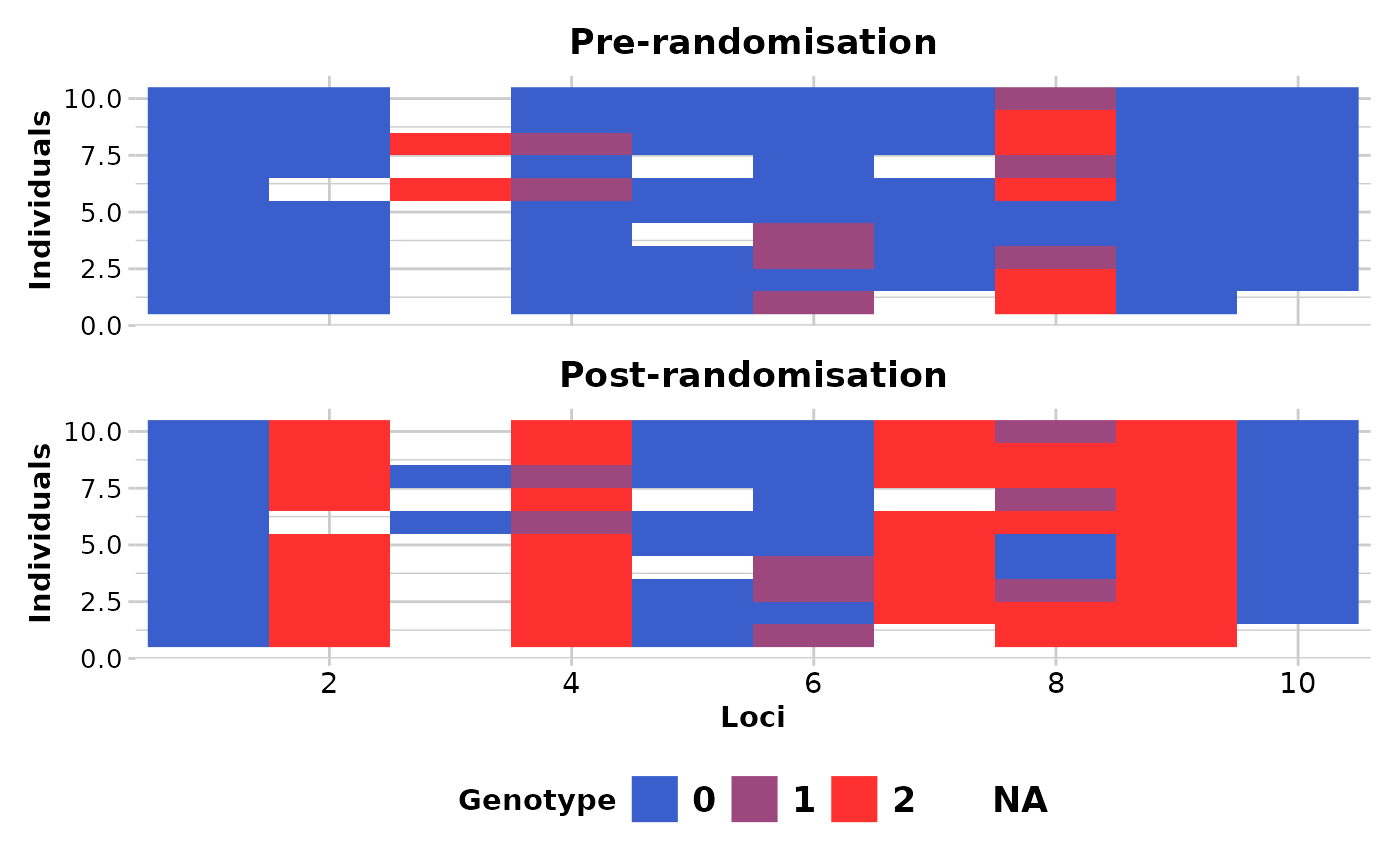 Pre-randomisation
Individuals
10.0
7.5
5.0
2.5
0.0
Post-randomisation
Individuals
10.0
7.5
5.0
2.5
0.0
2 4 6 8 10
Loci
Genotype 0 1 2 NA